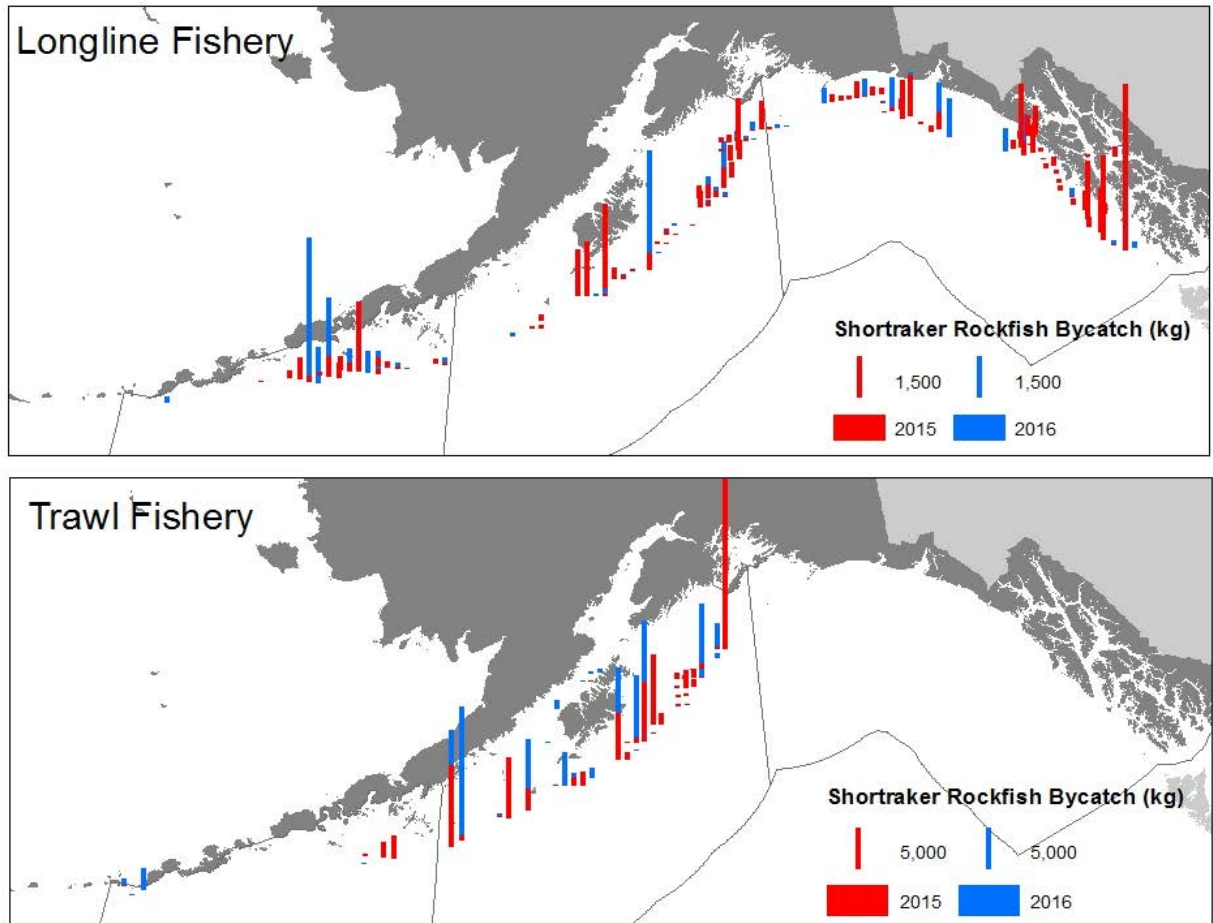 Longline Fishery
Shortraker Rockfish Bycatch (kg)
1,500 1,500
2015 2016
Trawl Fishery
Shortraker Rockfish Bycatch (kg)
5,000 5,000
2015 2016